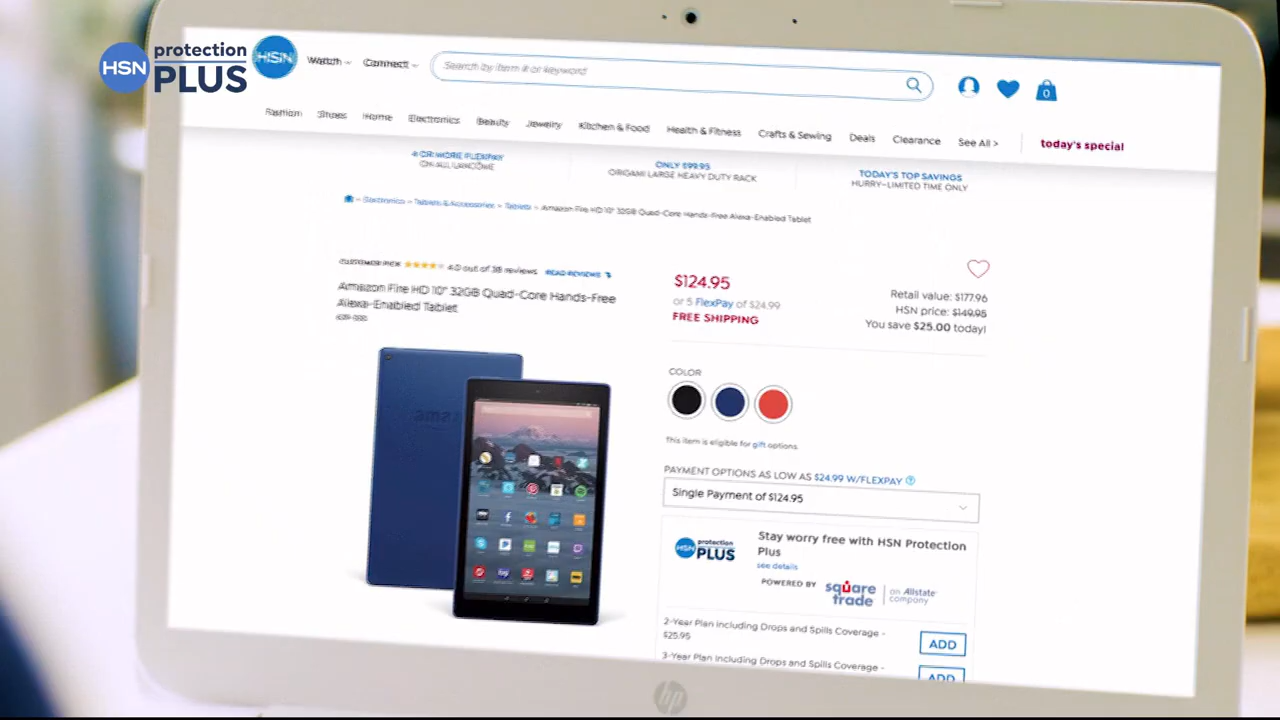 HSN protection PLUS
HSN
Watch
Connect
Search by item # or keyword
0
Fashion
Shoes
Home
Electronics
Beauty
Jewelry
Kitchen & Food
Health & Fitness
Crafts & Sewing
Deals
Clearance
See All >
today's special
4 OR MORE FLEXPAY
ON ALL LANCOME
ONLY $99.95
ORIGAMI LARGE HEAVY DUTY RACK
TODAY'S TOP SAVINGS
HURRY-LIMITED TIME ONLY
Electronics > Tablets & Accessories > Tablets > Amazon Fire HD 10" 32GB Quad-Core Hands-Free Alexa-Enabled Tablet
CUSTOMER PICK 4.0 out of 38 reviews READ REVIEWS
Amazon Fire HD 10" 32GB Quad-Core Hands-Free
Alexa-Enabled Tablet
$124.95
or 5 FlexPay of $24.99
FREE SHIPPING
Retail value: $177.96
HSN price: $149.95
You save $25.00 today!
COLOR
This item is eligible for gift options.
PAYMENT OPTIONS AS LOW AS $24.99 W/FLEXPAY ?
Single Payment of $124.95
HSN protection PLUS
Stay worry free with HSN Protection
Plus
see details
POWERED BY square trade an Allstate company
2-Year Plan Including Drops and Spills Coverage -
$25.95
ADD
3-Year Plan Including Drops and Spills Coverage -
ADD
amaz
hp